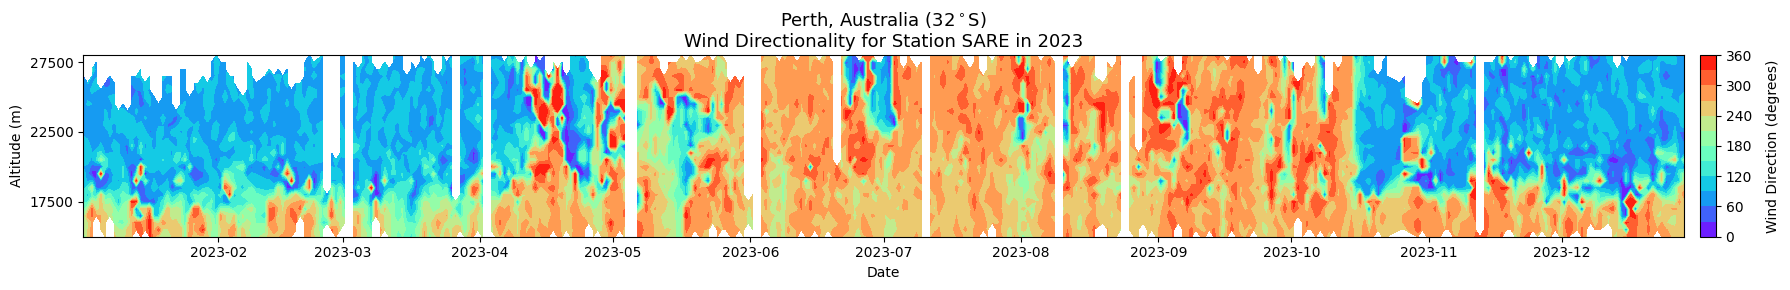 Perth, Australia (32°S)
Wind Directionality for Station SARE in 2023
27500
22500
17500
Altitude (m)
2023-02 2023-03 2023-04 2023-05 2023-06 2023-07 2023-08 2023-09 2023-10 2023-11 2023-12
Date
360
300
240
180
120
60
0
Wind Direction (degrees)